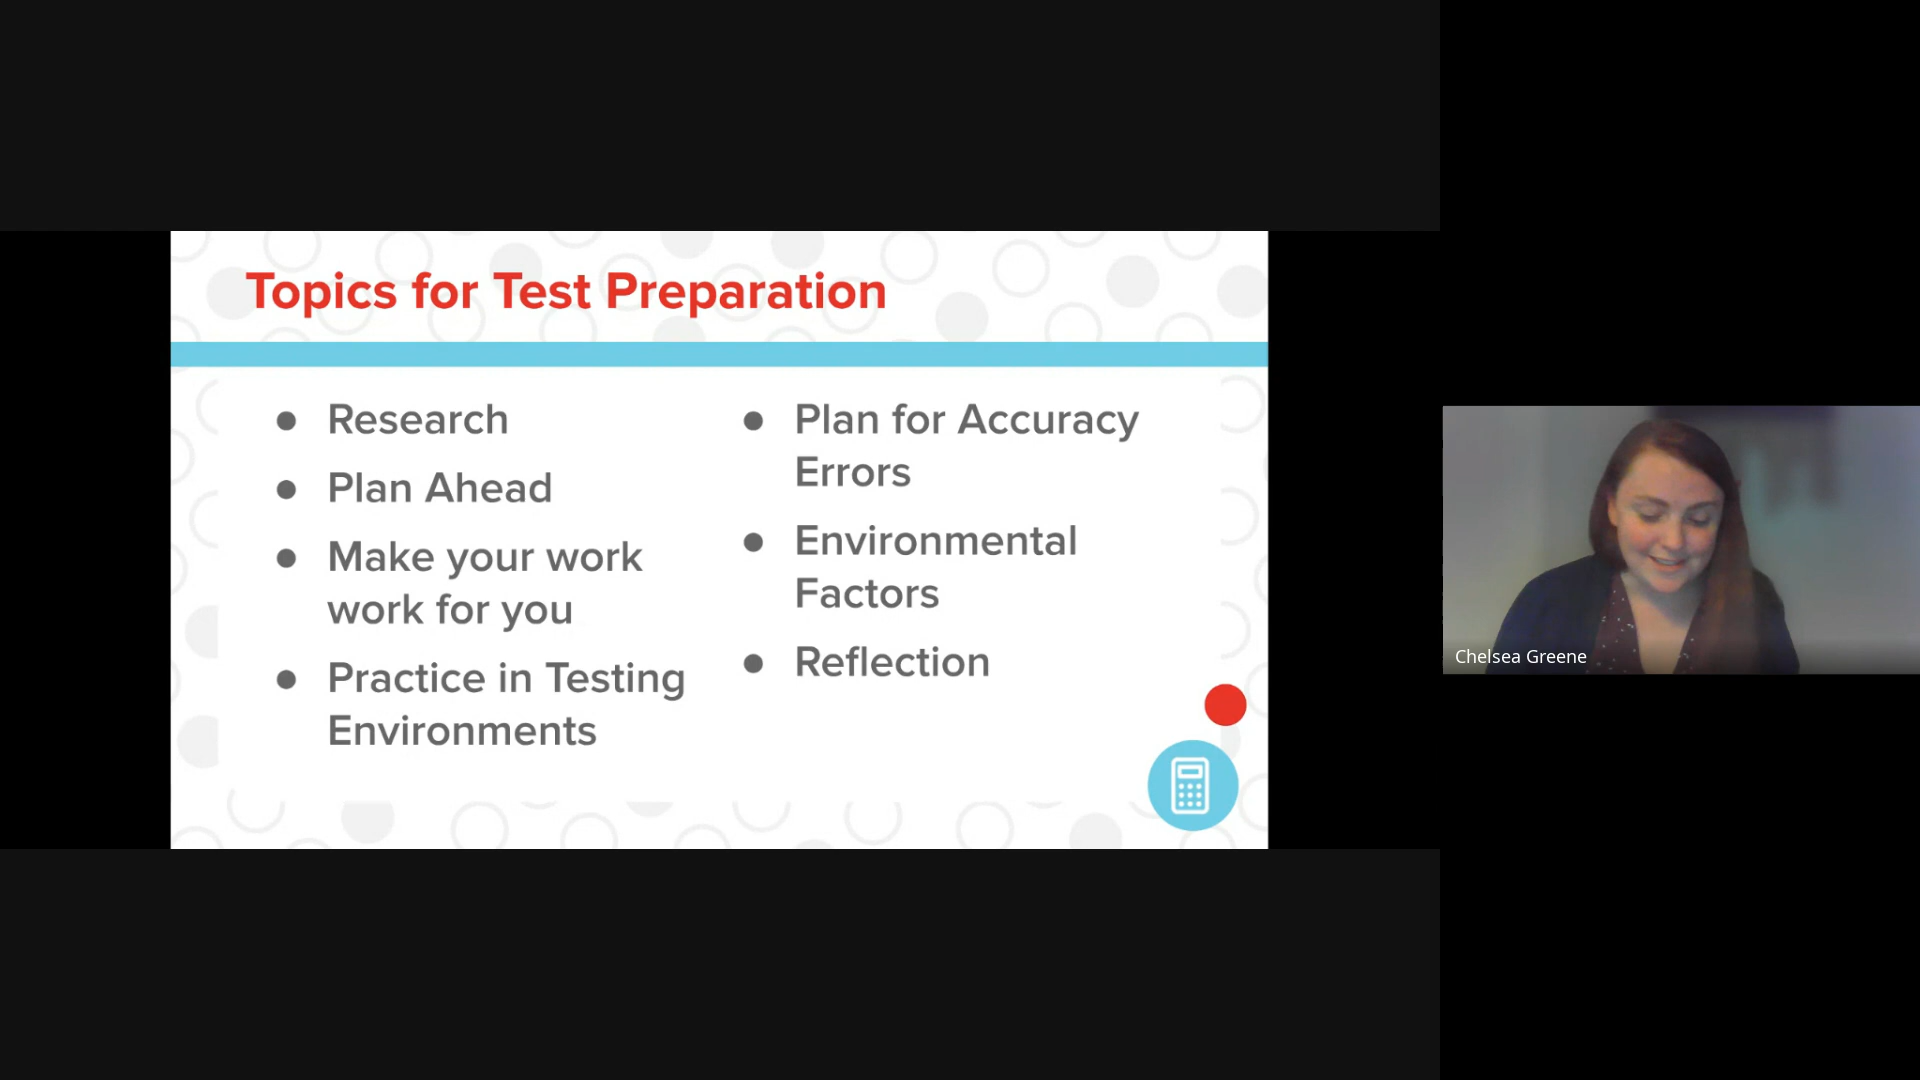 Topics for Test Preparation
Research
Plan Ahead
Make your work
work for you
Practice in Testing
Environments
Plan for Accuracy
Errors
Environmental
Factors
Reflection
Chelsea Greene